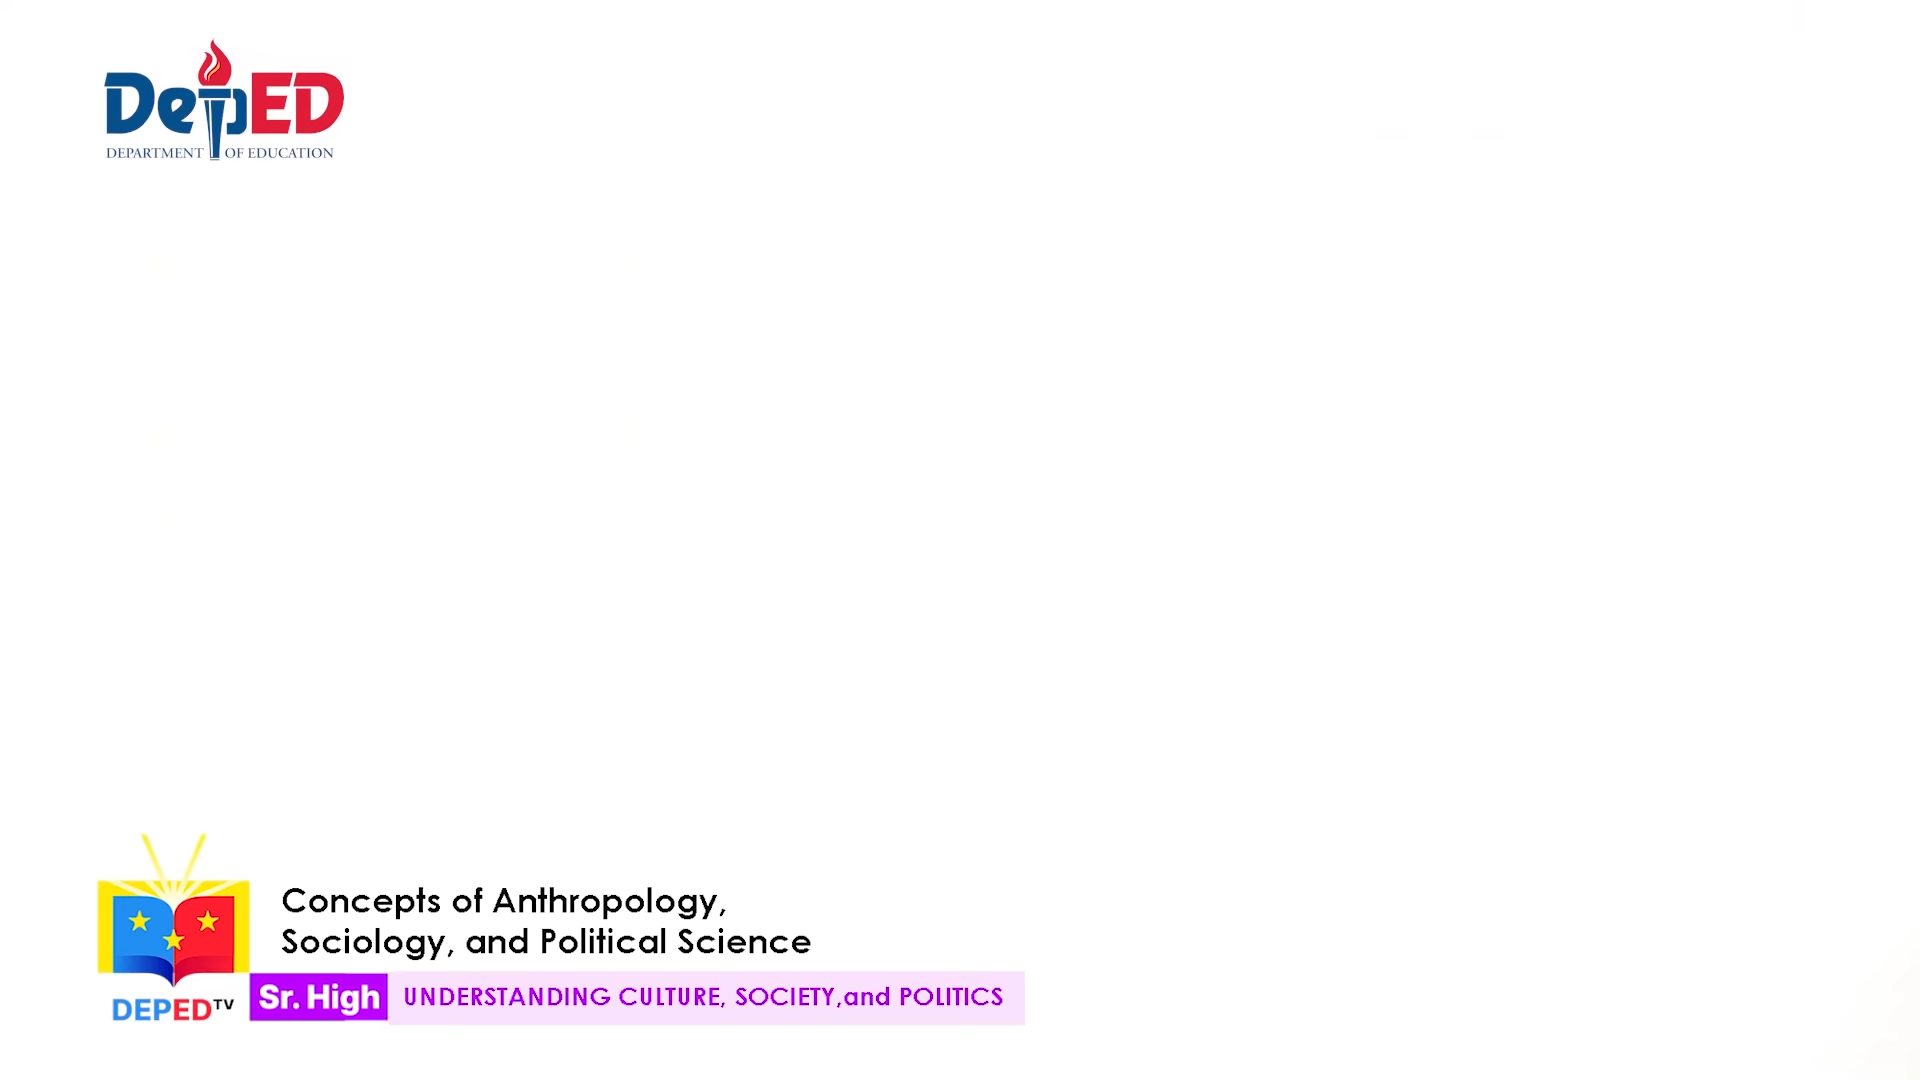 DepED
DEPARTMENT OF EDUCATION
Concepts of Anthropology,
Sociology, and Political Science
DEPED TV
Sr. High
UNDERSTANDING CULTURE, SOCIETY,and POLITICS